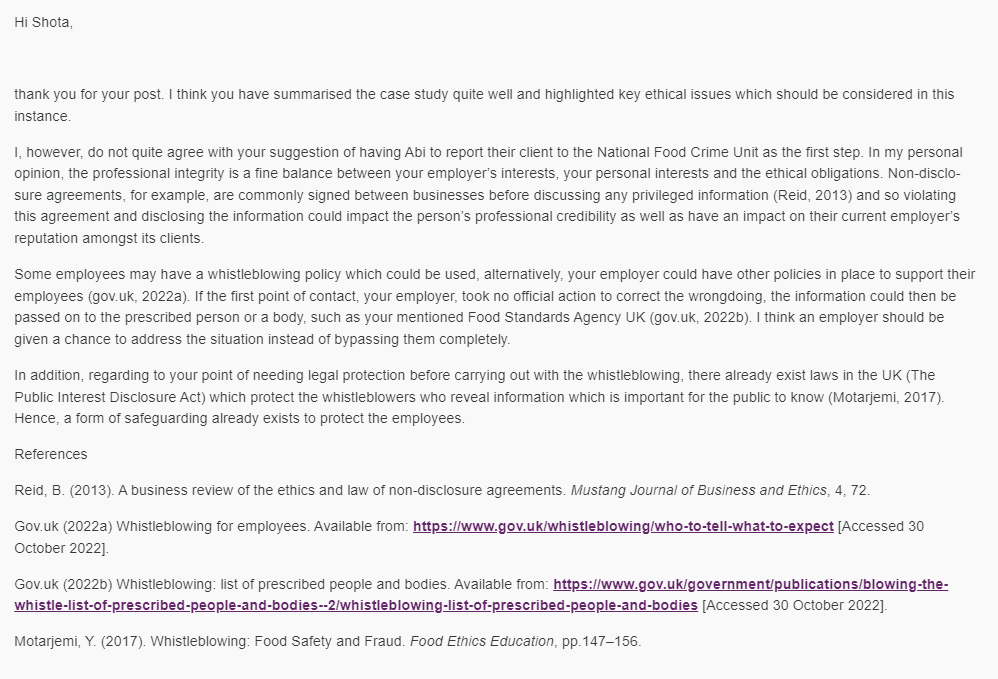 Hi Shota,
thank you for your post. I think you have summarised the case study quite well and highlighted key ethical issues which should be considered in this
instance.
I, however, do not quite agree with your suggestion of having Abi to report their client to the National Food Crime Unit as the first step. In my personal
opinion, the professional integrity is a fine balance between your employer's interests, your personal interests and the ethical obligations. Non-disclo-
sure agreements, for example, are commonly signed between businesses before discussing any privileged information (Reid, 2013) and so violating
this agreement and disclosing the information could impact the person's professional credibility as well as have an impact on their current employer's
reputation amongst its clients.
Some employees may have a whistleblowing policy which could be used, alternatively, your employer could have other policies in place to support their
employees (gov.uk, 2022a). If the first point of contact, your employer, took no official action to correct the wrongdoing, the information could then be
passed on to the prescribed person or a body, such as your mentioned Food Standards Agency UK (gov.uk, 2022b). I think an employer should be
given a chance to address the situation instead of bypassing them completely.
In addition, regarding to your point of needing legal protection before carrying out with the whistleblowing, there already exist laws in the UK (The
Public Interest Disclosure Act) which protect the whistleblowers who reveal information which is important for the public to know (Motarjemi, 2017).
Hence, a form of safeguarding already exists to protect the employees.
References
Reid, B. (2013). A business review of the ethics and law of non-disclosure agreements. Mustang Journal of Business and Ethics, 4, 72.
Gov.uk (2022a) Whistleblowing for employees. Available from: https://www.gov.uk/whistleblowing/who-to-tell-what-to-expect [Accessed 30
October 2022].
Gov.uk (2022b) Whistleblowing: list of prescribed people and bodies. Available from: https://www.gov.uk/government/publications/blowing-the-
whistle-list-of-prescribed-people-and-bodies--2/whistleblowing-list-of-prescribed-people-and-bodies [Accessed 30 October 2022].
Motarjemi, Y. (2017). Whistleblowing: Food Safety and Fraud. Food Ethics Education, pp.147–156.